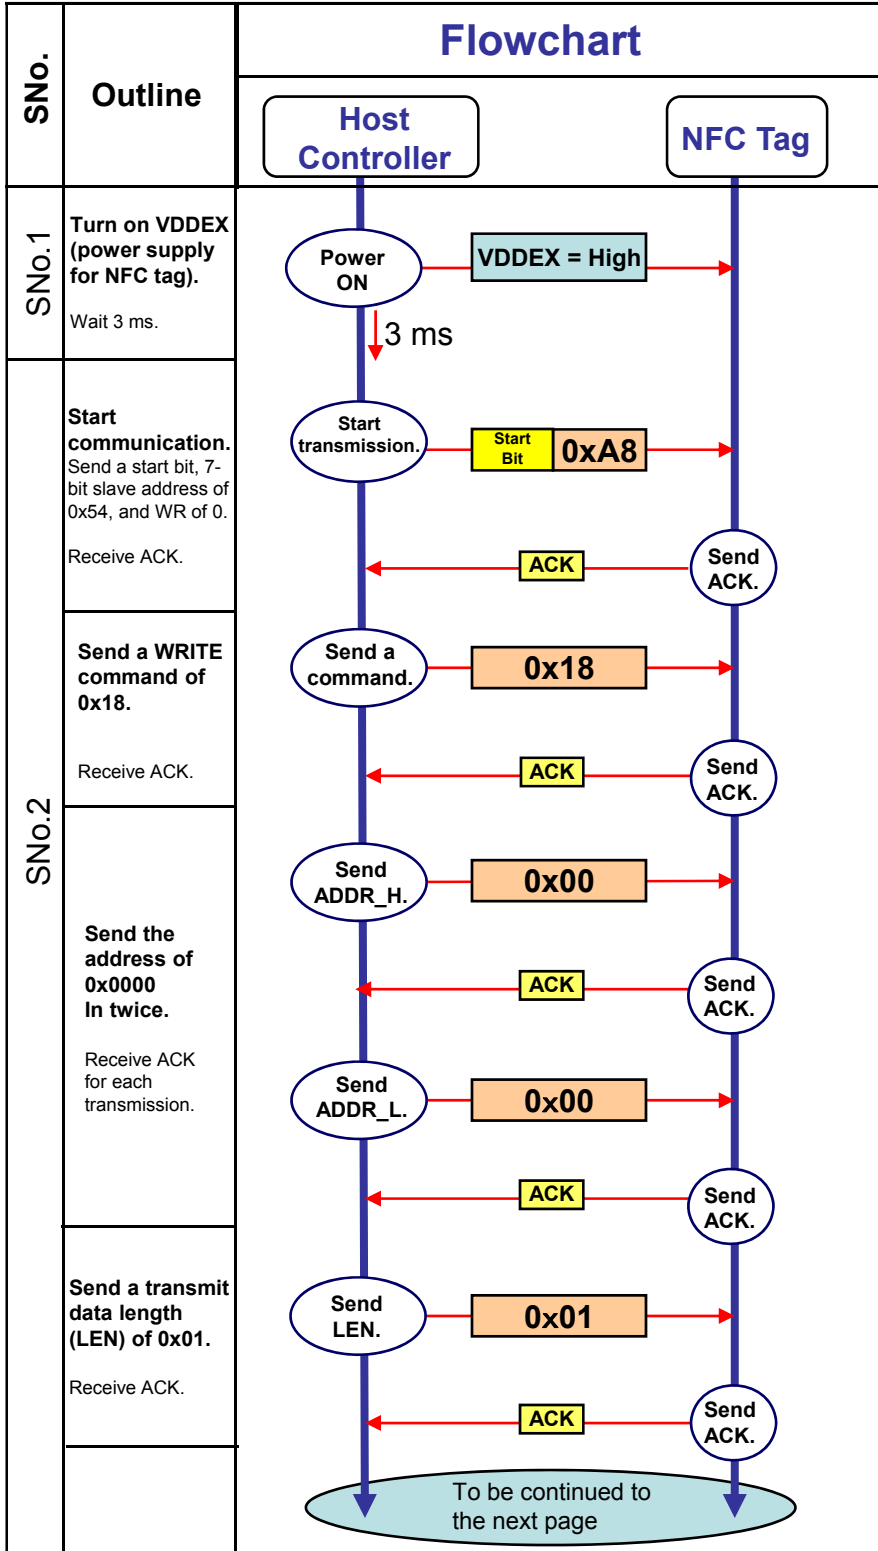 SNo.
Outline
Flowchart
Host
Controller
NFC Tag
SNo.1
Turn on VDDEX
(power supply
for NFC tag).
Wait 3 ms.
Power
ON
VDDEX = High
3 ms
SNo.2
Start
communication.
Send a start bit, 7-
bit slave address of
0x54, and WR of 0.
Receive ACK.
Start
transmission.
Start
Bit
0xA8
ACK
Send
ACK.
Send a WRITE
command of
0x18.
Receive ACK.
Send a
command.
0x18
ACK
Send
ACK.
Send the
address of
0x0000
In twice.
Receive ACK
for each
transmission.
Send
ADDR_H.
0x00
ACK
Send
ACK.
Send
ADDR_L.
0x00
ACK
Send
ACK.
Send a transmit
data length
(LEN) of 0x01.
Receive ACK.
Send
LEN.
0x01
ACK
Send
ACK.
To be continued to
the next page